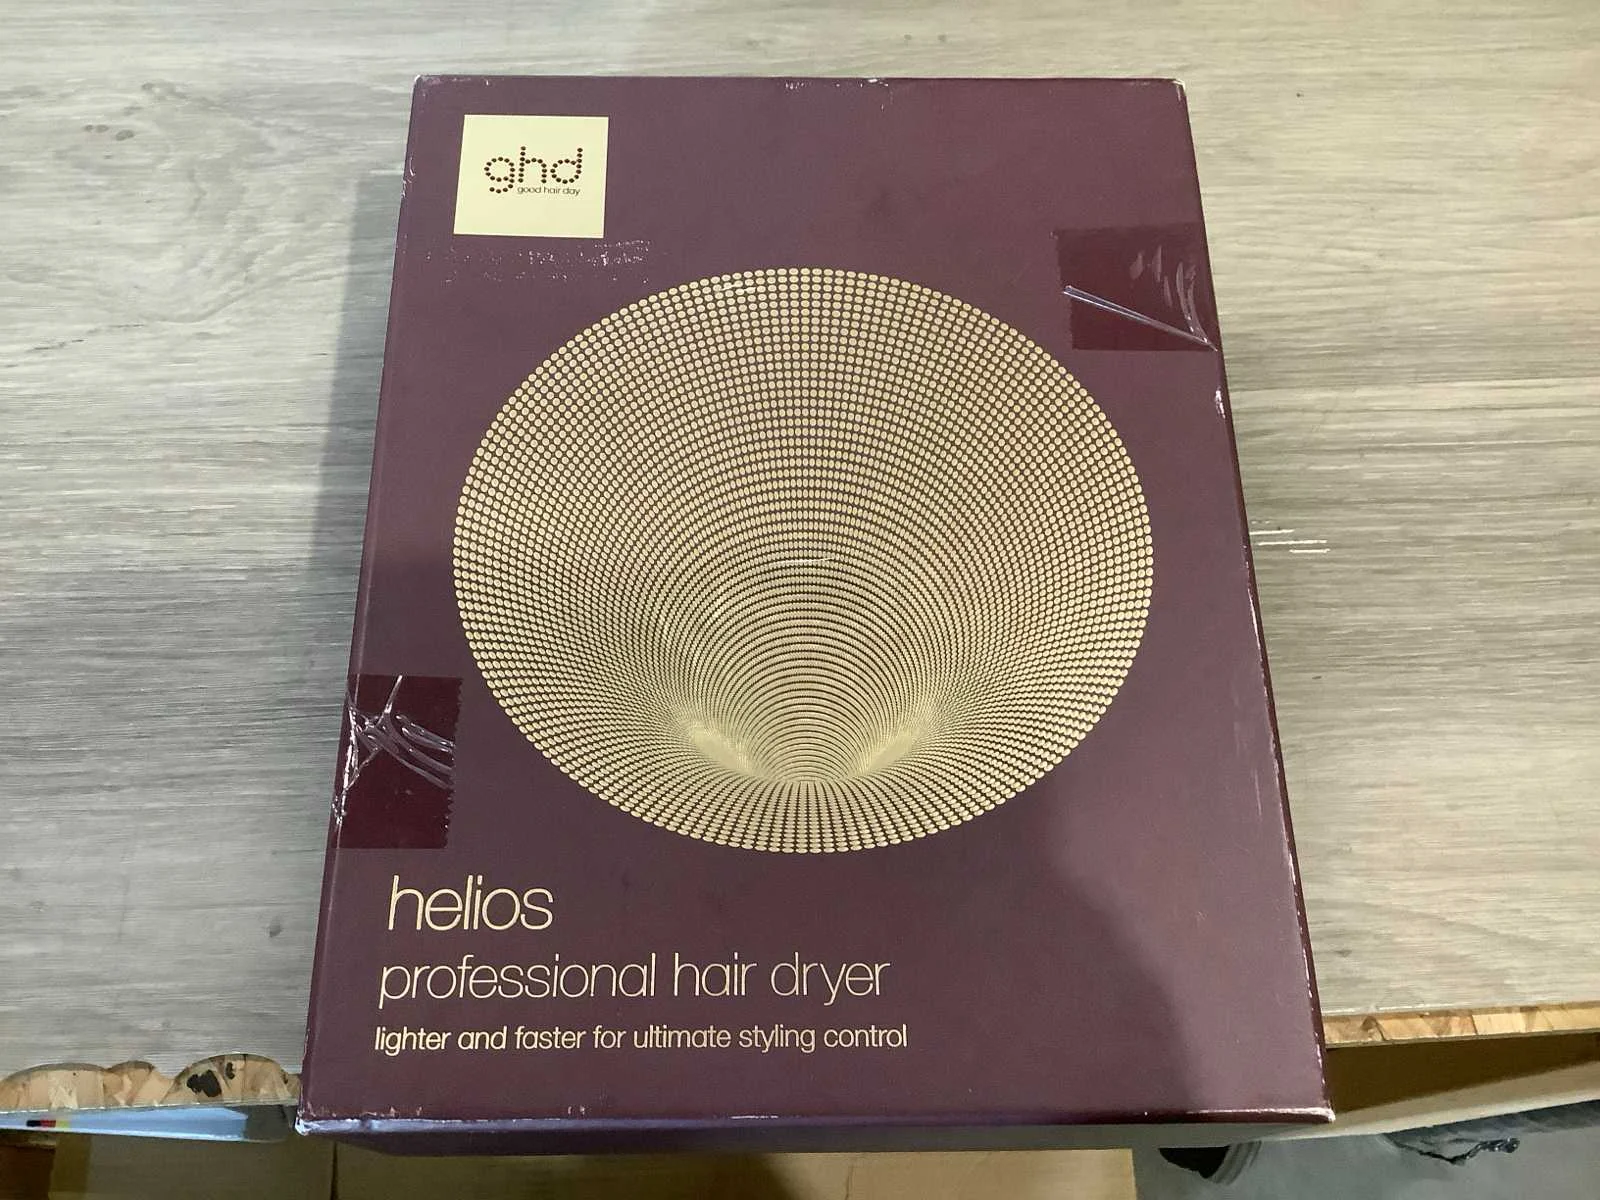 ghd
good hair day
helios
professional hair dryer
lighter and faster for ultimate styling control